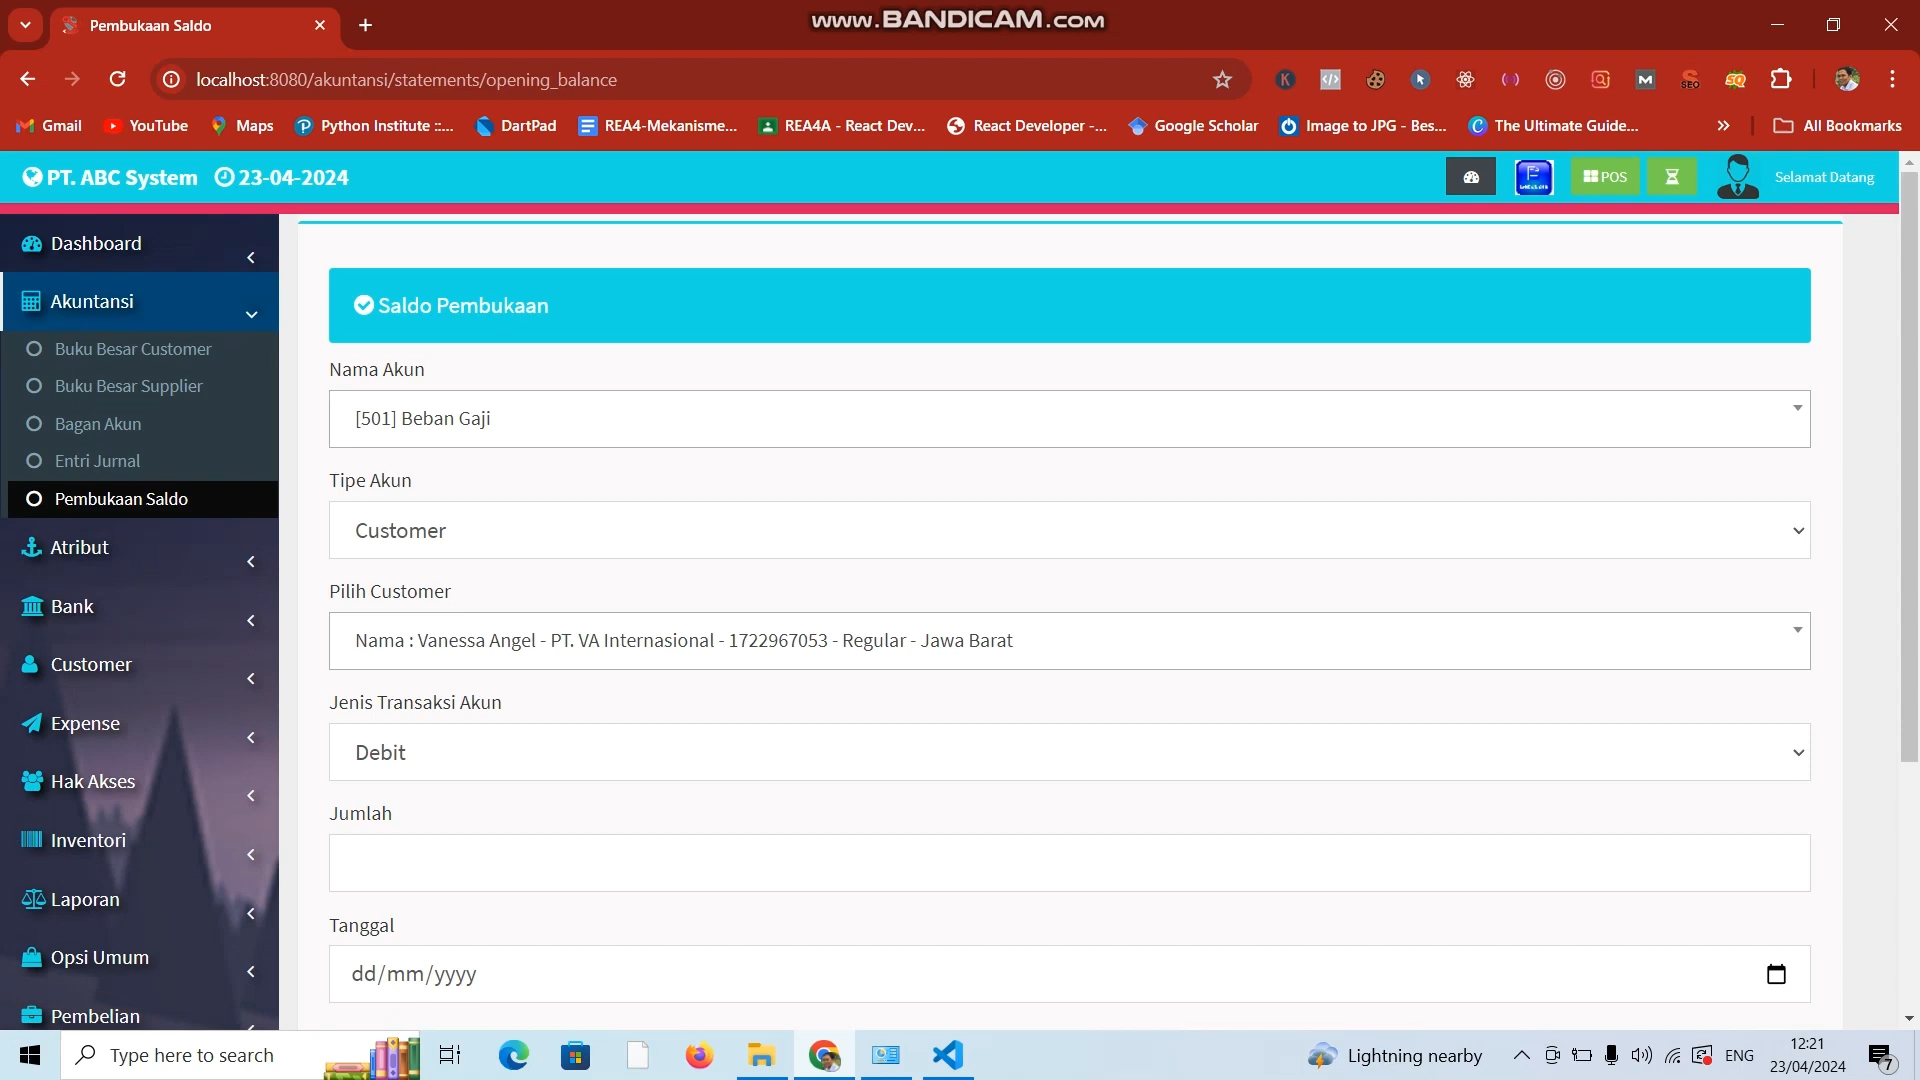 Pembukaan Saldo
www.BANDICAM.com
localhost:8080/akuntansi/statements/opening_balance
Gmail
YouTube
Maps
Python Institute ::...
DartPad
REA4-Mekanisme...
REA4A - React Dev...
React Developer -...
Google Scholar
Image to JPG - Bes...
The Ultimate Guide...
All Bookmarks
PT. ABC System 23-04-2024
POS
Selamat Datang
Dashboard
Akuntansi
Buku Besar Customer
Buku Besar Supplier
Bagan Akun
Entri Jurnal
Pembukaan Saldo
Atribut
Bank
Customer
Expense
Hak Akses
Inventori
Laporan
Opsi Umum
Pembelian
Saldo Pembukaan
Nama Akun
[501] Beban Gaji
Tipe Akun
Customer
Pilih Customer
Nama : Vanessa Angel - PT. VA Internasional - 1722967053 - Regular - Jawa Barat
Jenis Transaksi Akun
Debit
Jumlah
Tanggal
dd/mm/yyyy
Type here to search
Lightning nearby
ENG
12:21
23/04/2024
7